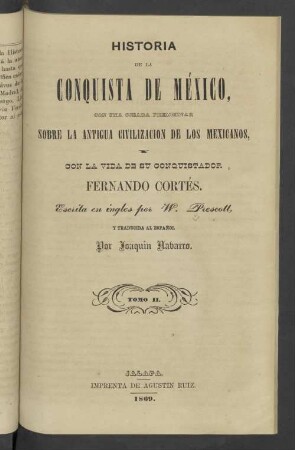 HISTORIA
DE LA
CONQUISTA DE MÉXICO,
CON UNA OJEADA PRELIMINAR
SOBRE LA ANTIGUA CIVILIZACION DE LOS MEXICANOS,
Y
CON LA VIDA DE SU CONQUISTADOR,
FERNANDO CORTÉS.
Escrita en ingles por W. Prescott,
Y TRADUCIDA AL ESPAÑOL
Por Joaquin Navarro.
TOMO II.
JALAPA.
IMPRENTA DE AGUSTIN RUIZ.
1869.